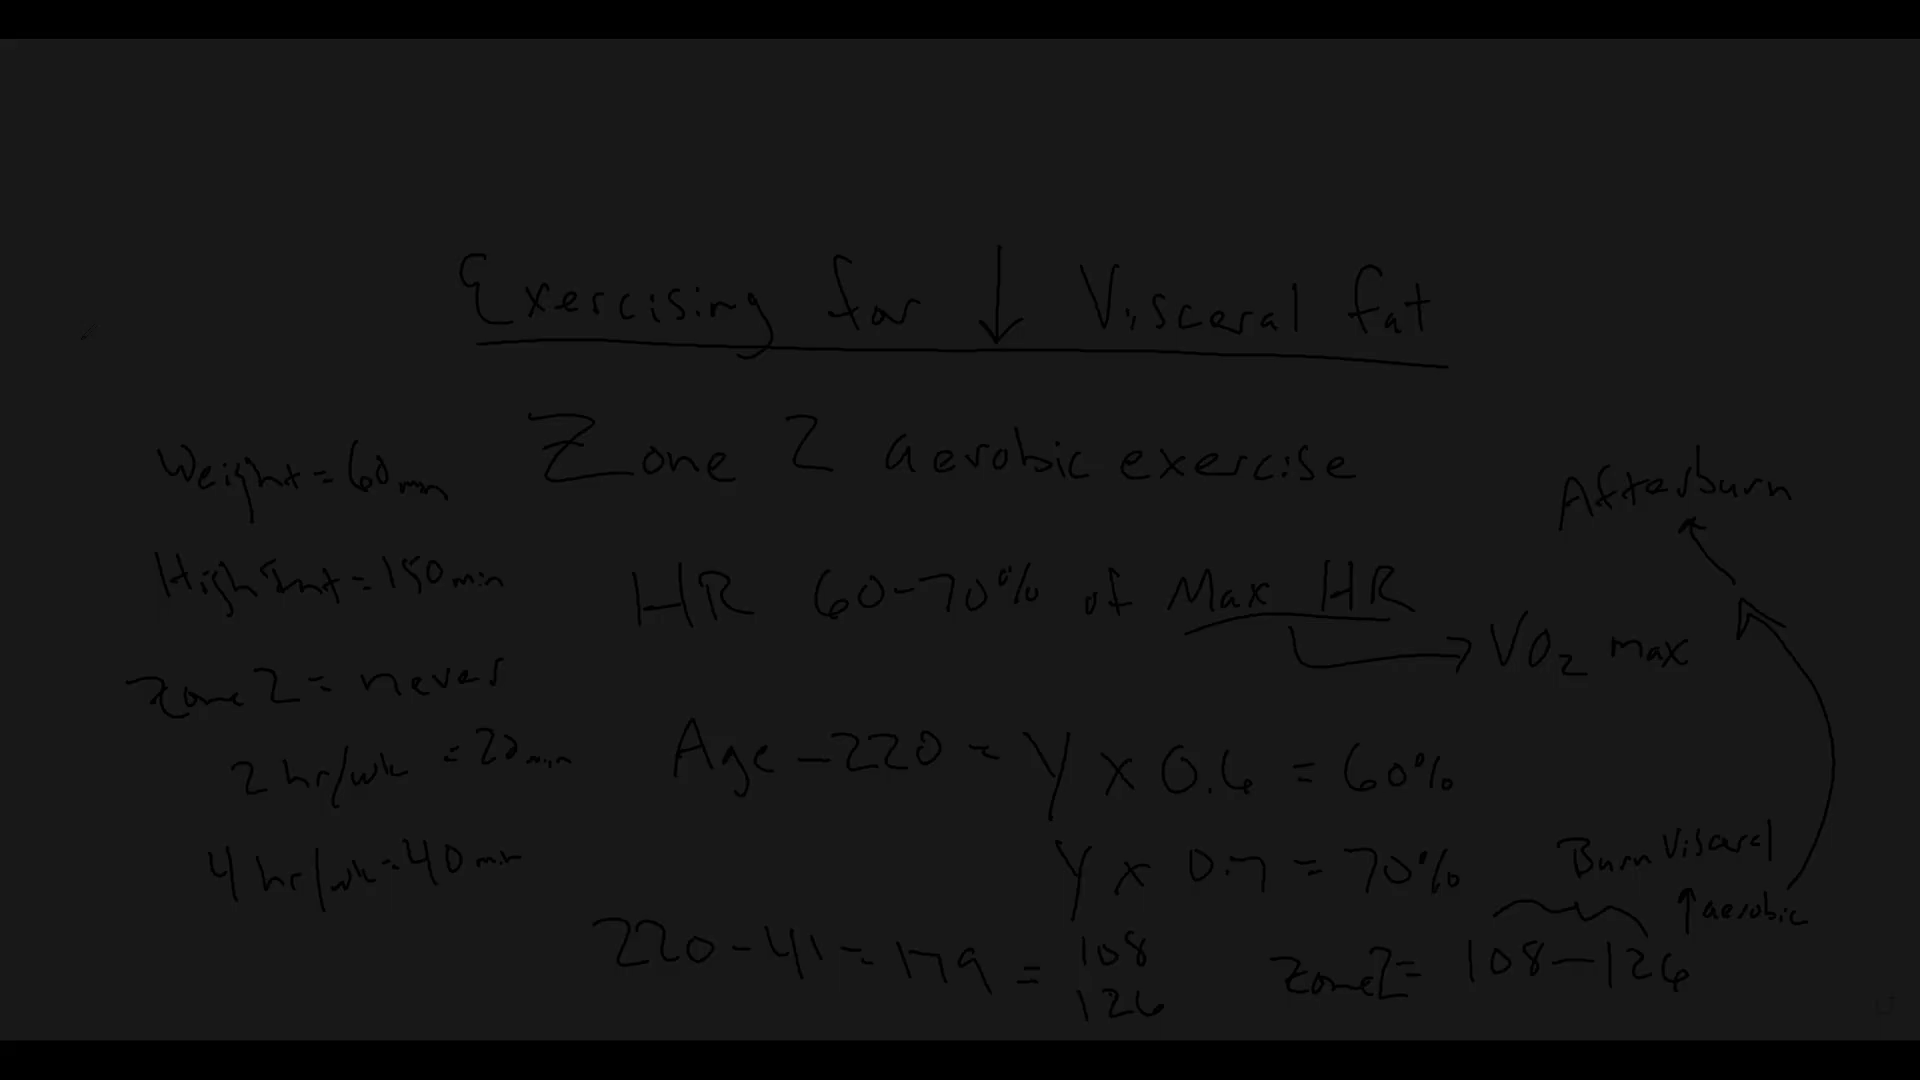 Exercising for ↓ Visceral fat
Zone 2 aerobic exercise
Weight = 60 min
Afterburn
High Int = 150 min
HR 60-70% of Max HR
→ VO2 max
Zone 2 = never
2 hr/wk = 20 min
Age - 220 = Y x 0.6 = 60%
4 hr/wk = 40 min
Y x 0.7 = 70%
Burn Visceral
↑ aerobic
220 - 41 = 179 = 108
126
Zone 2 = 108-126